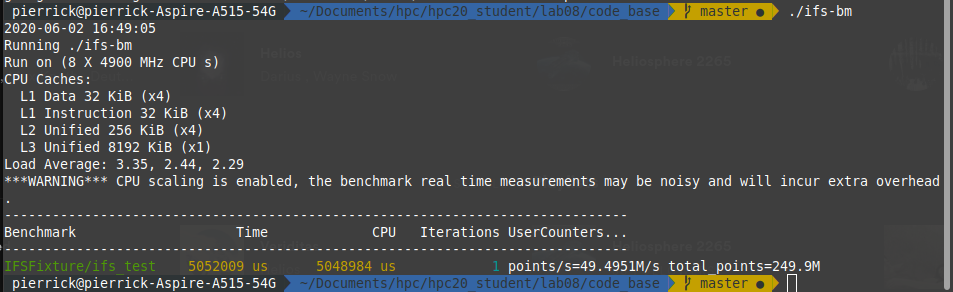 pierrick@pierrick-Aspire-A515-54G ~/Documents/hpc/hpc20_student/lab08/code_base master ● ./ifs-bm
2020-06-02 16:49:05
Running ./ifs-bm
Run on (8 X 4900 MHz CPU s)
CPU Caches:
L1 Data 32 KiB (x4)
L1 Instruction 32 KiB (x4)
L2 Unified 256 KiB (x4)
L3 Unified 8192 KiB (x1)
Load Average: 3.35, 2.44, 2.29
***WARNING*** CPU scaling is enabled, the benchmark real time measurements may be noisy and will incur extra overhead
.
------------------------------------------------------------------------------
Benchmark Time CPU Iterations UserCounters...
------------------------------------------------------------------------------
IFSFixture/ifs_test 5052009 us 5048984 us 1 points/s=49.4951M/s total_points=249.9M
pierrick@pierrick-Aspire-A515-54G ~/Documents/hpc/hpc20_student/lab08/code_base master ●
Helios
Heliosphere 2265